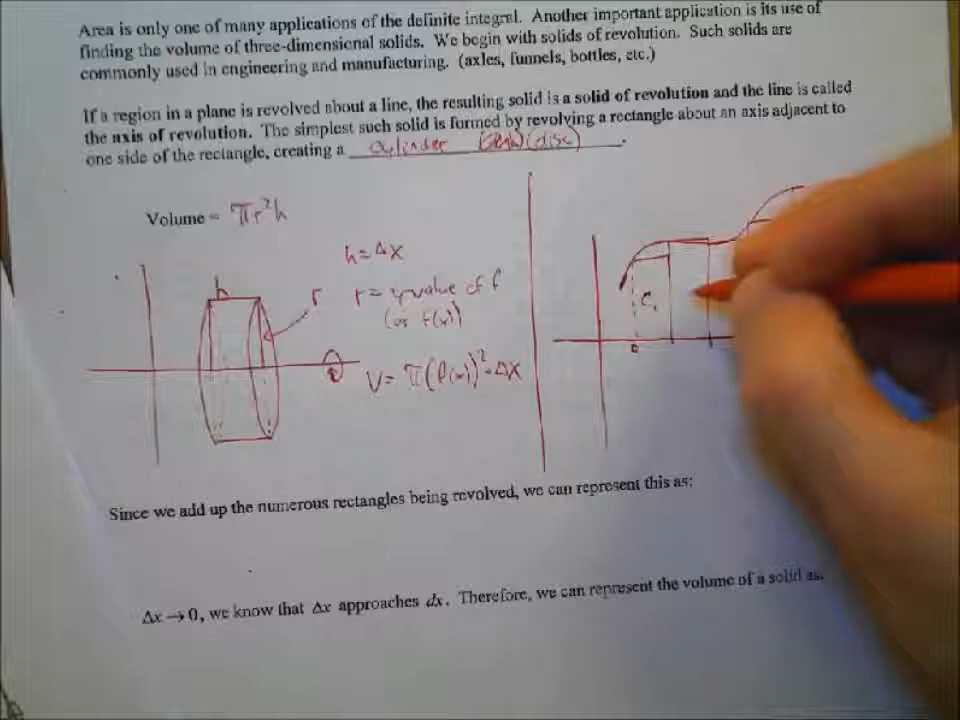 Area is only one of many applications of the definite integral. Another important application is its use of
finding the volume of three-dimensional solids. We begin with solids of revolution. Such solids are
commonly used in engineering and manufacturing. (axles, funnels, bottles, etc.)
If a region in a plane is revolved about a line, the resulting solid is a solid of revolution and the line is called
the axis of revolution. The simplest such solid is formed by revolving a rectangle about an axis adjacent to
one side of the rectangle, creating a cylinder (disc).
Volume = πr²h
h = Δx
r = y-value of f
(or f(x))
h
r
V = π(f(x))² · Δx
c₁
Since we add up the numerous rectangles being revolved, we can represent this as:
Δx → 0, we know that Δx approaches dx. Therefore, we can represent the volume of a solid as.